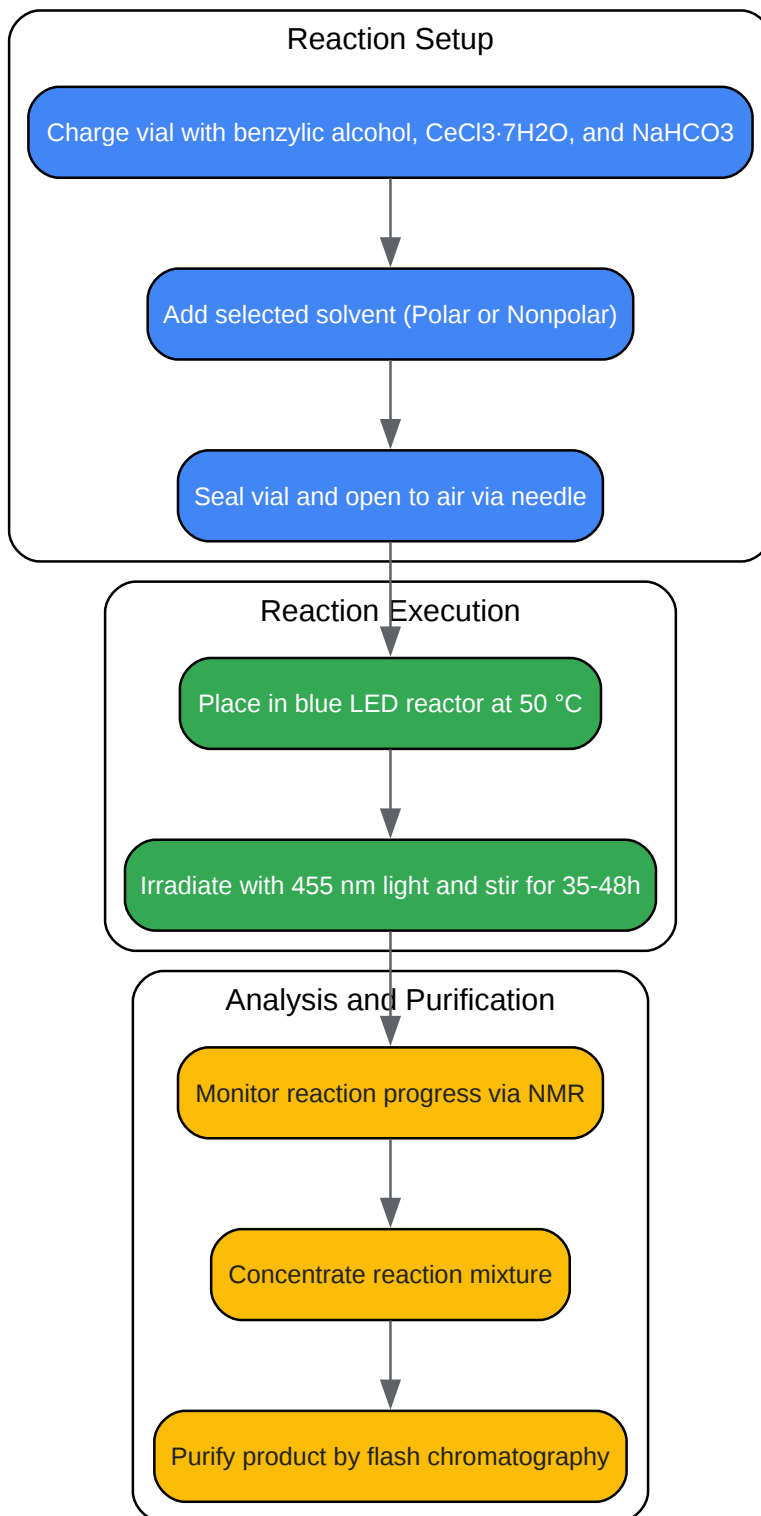 Reaction Setup
Charge vial with benzylic alcohol, CeCl3·7H2O, and NaHCO3
Add selected solvent (Polar or Nonpolar)
Seal vial and open to air via needle
Reaction Execution
Place in blue LED reactor at 50 °C
Irradiate with 455 nm light and stir for 35-48h
Analysis and Purification
Monitor reaction progress via NMR
Concentrate reaction mixture
Purify product by flash chromatography